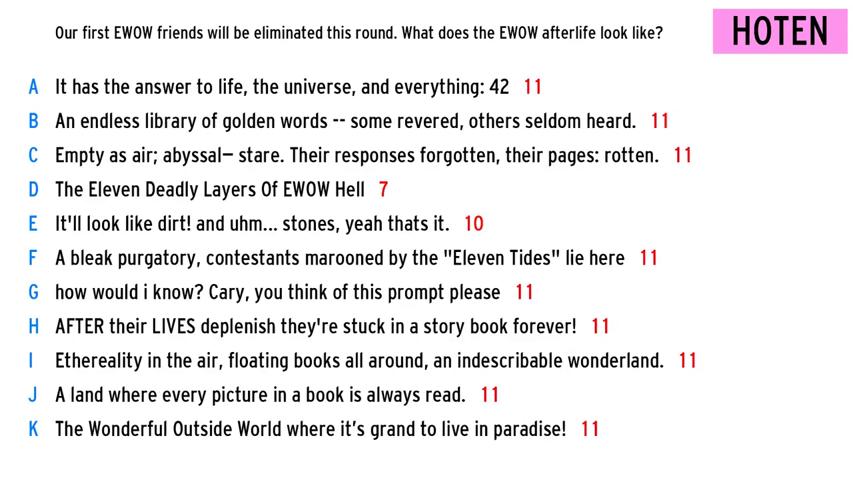 Our first EWOW friends will be eliminated this round. What does the EWOW afterlife look like?
HOTEN
A It has the answer to life, the universe, and everything: 42 11
B An endless library of golden words -- some revered, others seldom heard. 11
C Empty as air; abyssal— stare. Their responses forgotten, their pages: rotten. 11
D The Eleven Deadly Layers Of EWOW Hell 7
E It'll look like dirt! and uhm... stones, yeah thats it. 10
F A bleak purgatory, contestants marooned by the "Eleven Tides" lie here 11
G how would i know? Cary, you think of this prompt please 11
H AFTER their LIVES deplenish they're stuck in a story book forever! 11
I Ethereality in the air, floating books all around, an indescribable wonderland. 11
J A land where every picture in a book is always read. 11
K The Wonderful Outside World where it’s grand to live in paradise! 11